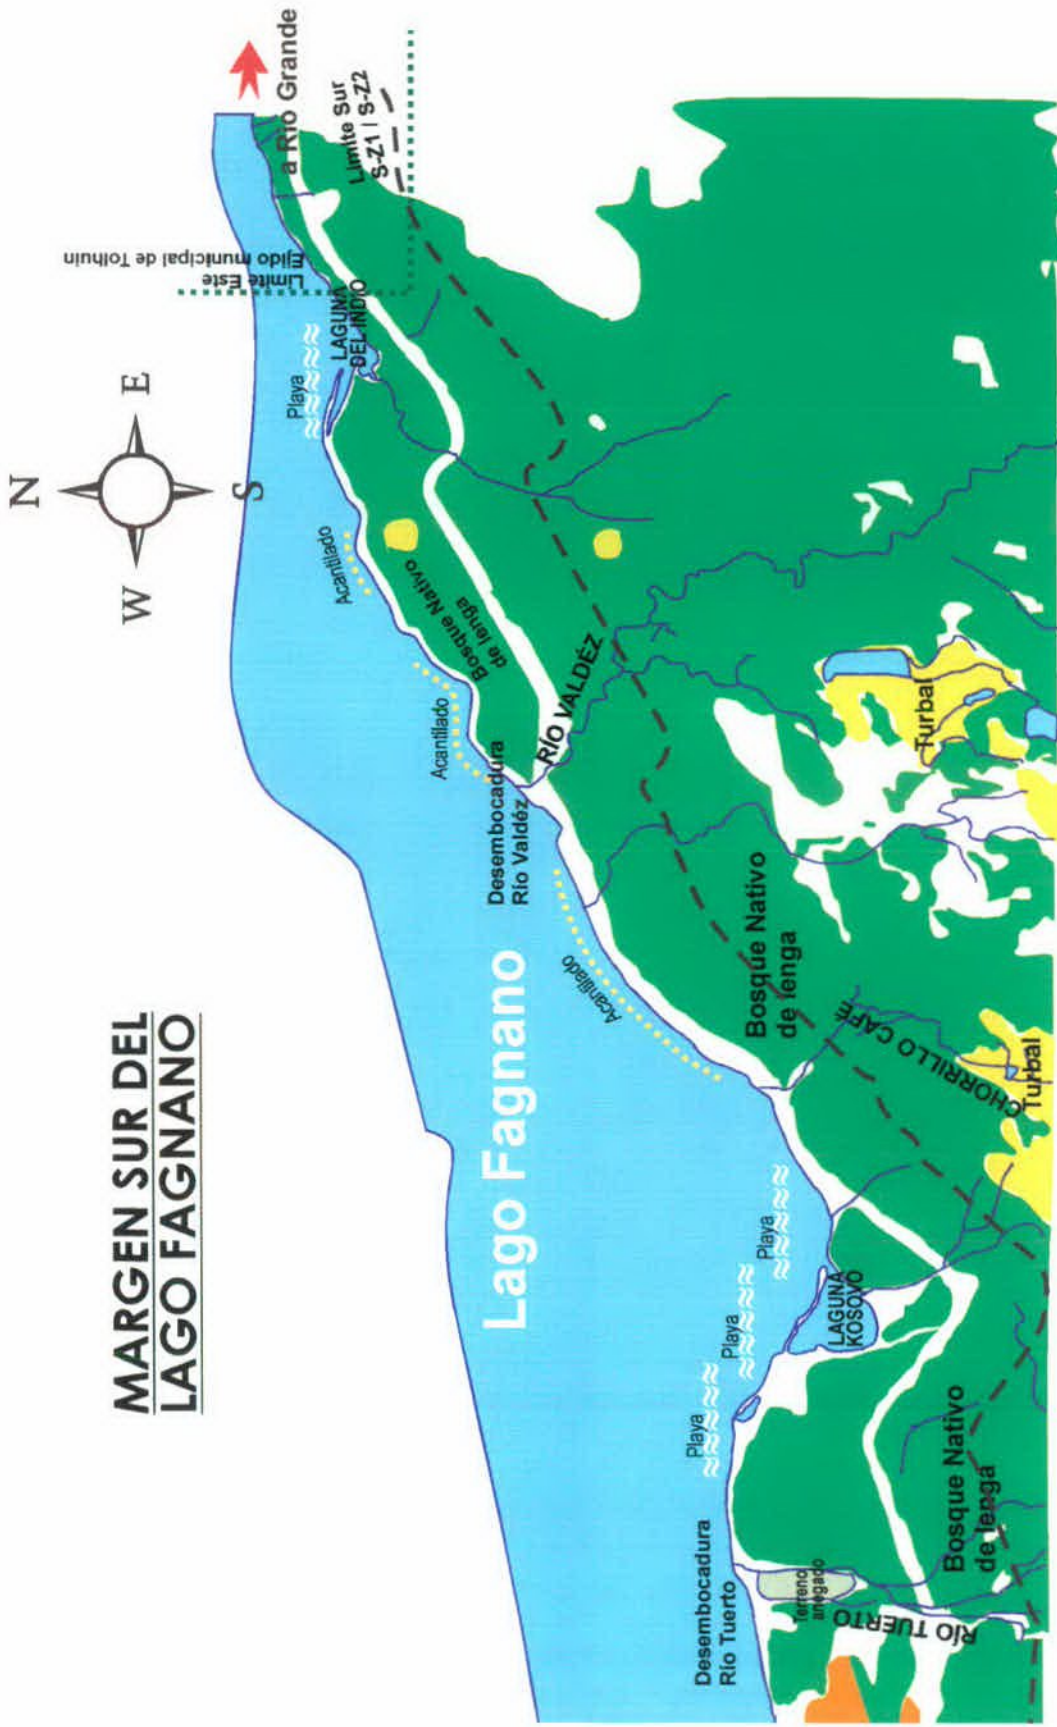 MARGEN SUR DEL
LAGO FAGNANO
N
W
E
S
a Río Grande
Limite Sur
S-Z1 / S-Z2
Limite Este
Ejido municipal de Tolhuin
Playa
LAGUNA
DEL INDIO
Acantilado
Bosque Nativo
de lenga
Acantilado
Desembocadura
Río Valdéz
RÍO VALDÉZ
Lago Fagnano
Acantilado
Turbal
Bosque Nativo
de lenga
CHORRILLO CAFÉ
Turbal
Playa
Playa
Playa
LAGUNA
KOSOVO
Bosque Nativo
de lenga
Desembocadura
Río Tuerto
Terreno
anegado
RÍO TUERTO